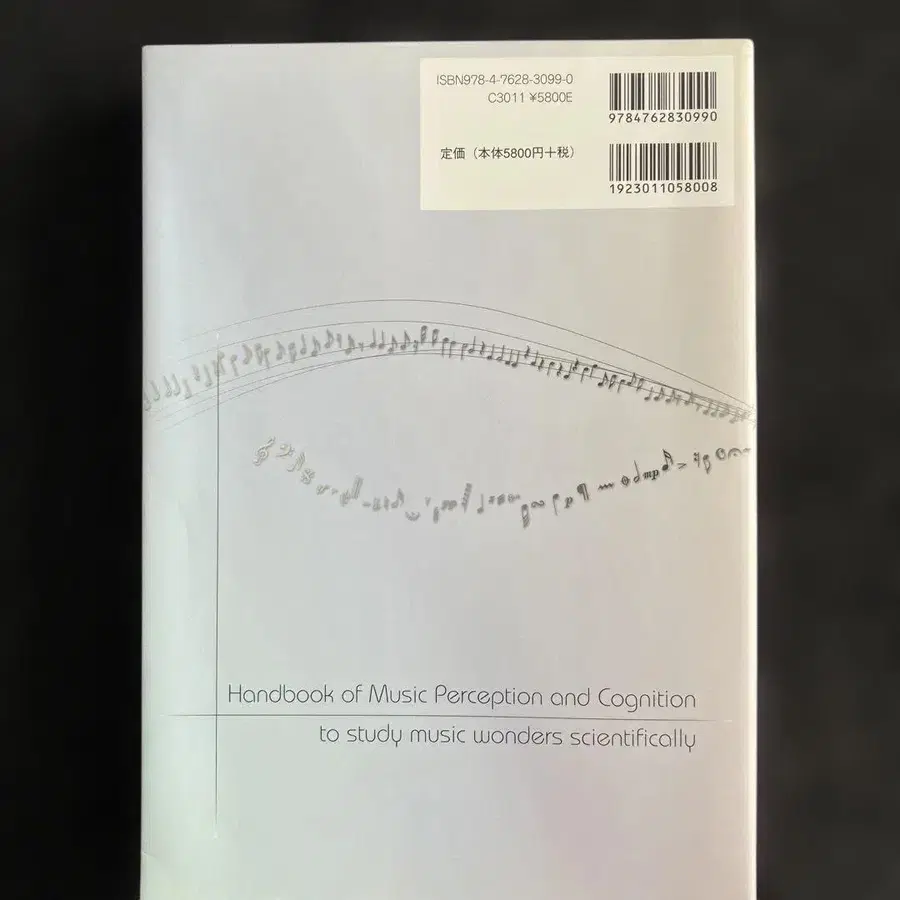 ISBN978-4-7628-3099-0
C3011 ¥5800E
9784762830990
定価（本体5800円＋税）
1923011058008
Handbook of Music Perception and Cognition
to study music wonders scientifically